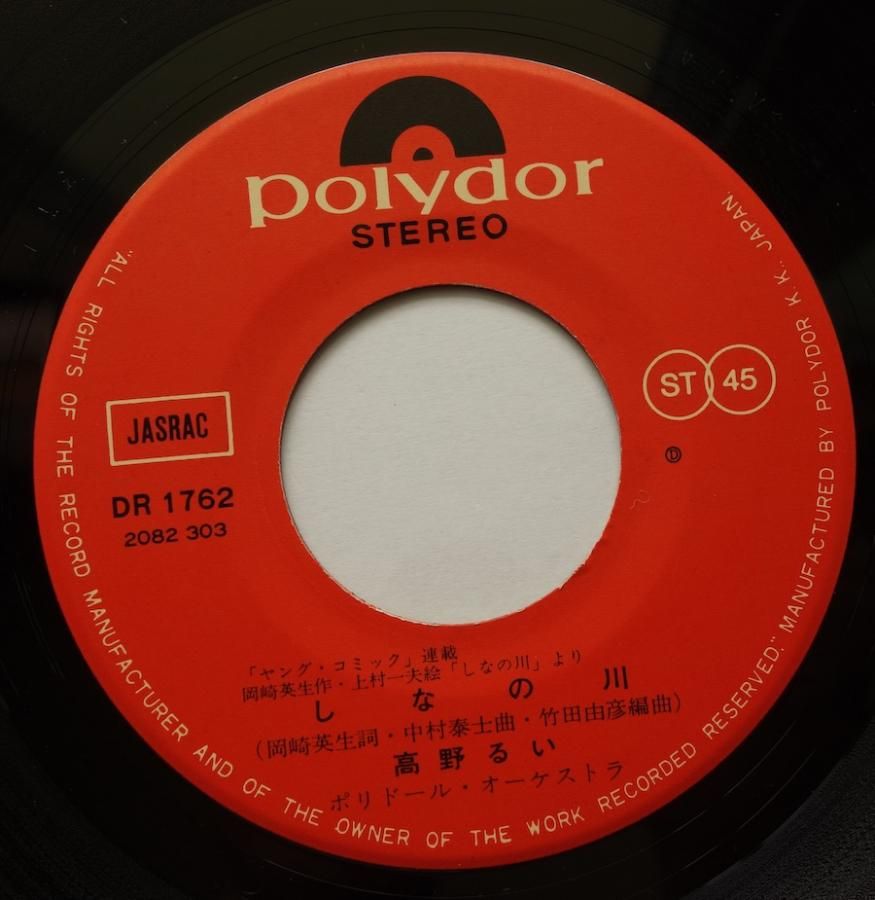 polydor
STEREO
JASRAC
DR 1762
2082 303
ST 45
Ⓓ
「ヤング・コミック」連載
岡崎英生作・上村一夫絵「しなの川」より
しなの川
(岡崎英生詞・中村泰士曲・竹田由彦編曲)
高野るい
ポリドール・オーケストラ
"ALL RIGHTS OF THE RECORD MANUFACTURER AND OF THE OWNER OF THE WORK RECORDED RESERVED." MANUFACTURED BY POLYDOR K.K. JAPAN.